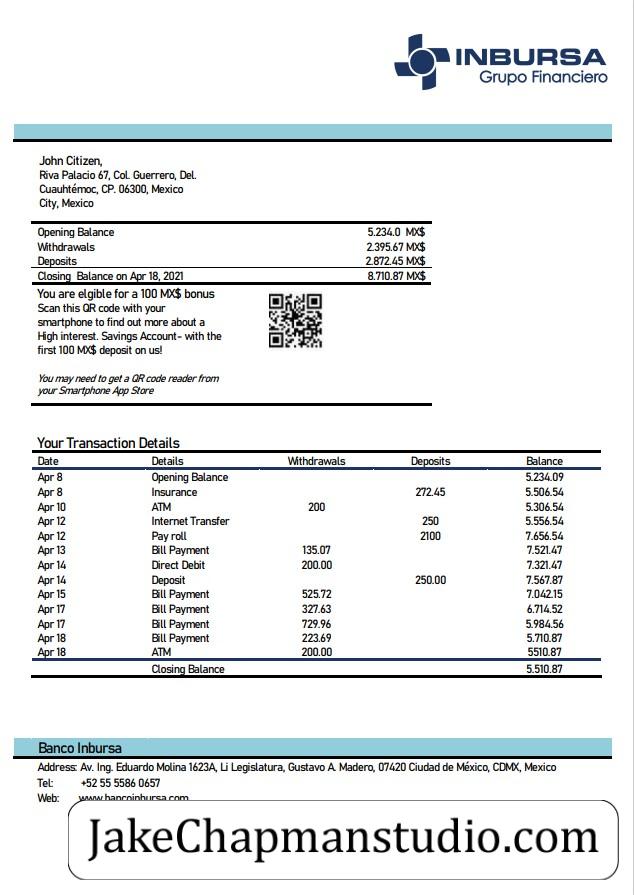 INBURSA
Grupo Financiero
John Citizen,
Riva Palacio 67, Col. Guerrero, Del.
Cuauhtémoc, CP. 06300, Mexico
City, Mexico
Opening Balance 5.234.0 MX$
Withdrawals 2.395.67 MX$
Deposits 2.872.45 MX$
Closing Balance on Apr 18, 2021 8.710.87 MX$
You are elgible for a 100 MX$ bonus
Scan this QR code with your
smartphone to find out more about a
High interest. Savings Account- with the
first 100 MX$ deposit on us!
You may need to get a QR code reader from
your Smartphone App Store
Your Transaction Details
Date Details Withdrawals Deposits Balance
Apr 8 Opening Balance 5.234.09
Apr 8 Insurance 272.45 5.506.54
Apr 10 ATM 200 5.306.54
Apr 12 Internet Transfer 250 5.556.54
Apr 12 Pay roll 2100 7.656.54
Apr 13 Bill Payment 135.07 7.521.47
Apr 14 Direct Debit 200.00 7.321.47
Apr 14 Deposit 250.00 7.567.87
Apr 15 Bill Payment 525.72 7.042.15
Apr 17 Bill Payment 327.63 6.714.52
Apr 17 Bill Payment 729.96 5.984.56
Apr 18 Bill Payment 223.69 5.710.87
Apr 18 ATM 200.00 5510.87
Closing Balance 5.510.87
Banco Inbursa
Address: Av. Ing. Eduardo Molina 1623A, Li Legislatura, Gustavo A. Madero, 07420 Ciudad de México, CDMX, Mexico
Tel: +52 55 5586 0657
Web: www.bancoinbursa.com
JakeChapmanstudio.com